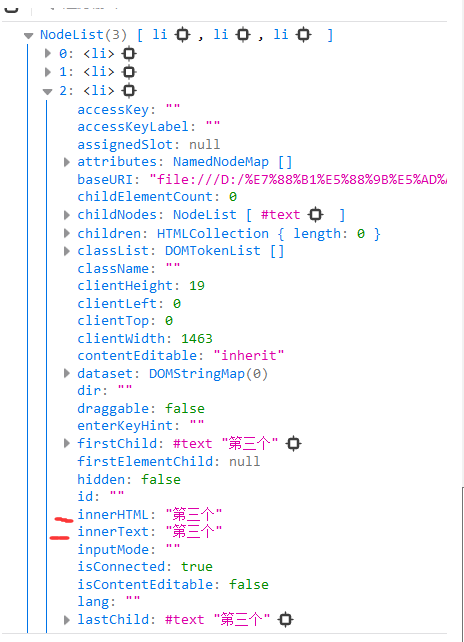 NodeList(3) [ li , li , li ]
0: <li>
1: <li>
2: <li>
accessKey: ""
accessKeyLabel: ""
assignedSlot: null
attributes: NamedNodeMap []
baseURI: "file:///D:/%E7%88%B1%E5%88%9B%E5%AD%
childElementCount: 0
childNodes: NodeList [ #text ]
children: HTMLCollection { length: 0 }
classList: DOMTokenList []
className: ""
clientHeight: 19
clientLeft: 0
clientTop: 0
clientWidth: 1463
contentEditable: "inherit"
dataset: DOMStringMap(0)
dir: ""
draggable: false
enterKeyHint: ""
firstChild: #text "第三个"
firstElementChild: null
hidden: false
id: ""
innerHTML: "第三个"
innerText: "第三个"
inputMode: ""
isConnected: true
isContentEditable: false
lang: ""
lastChild: #text "第三个"